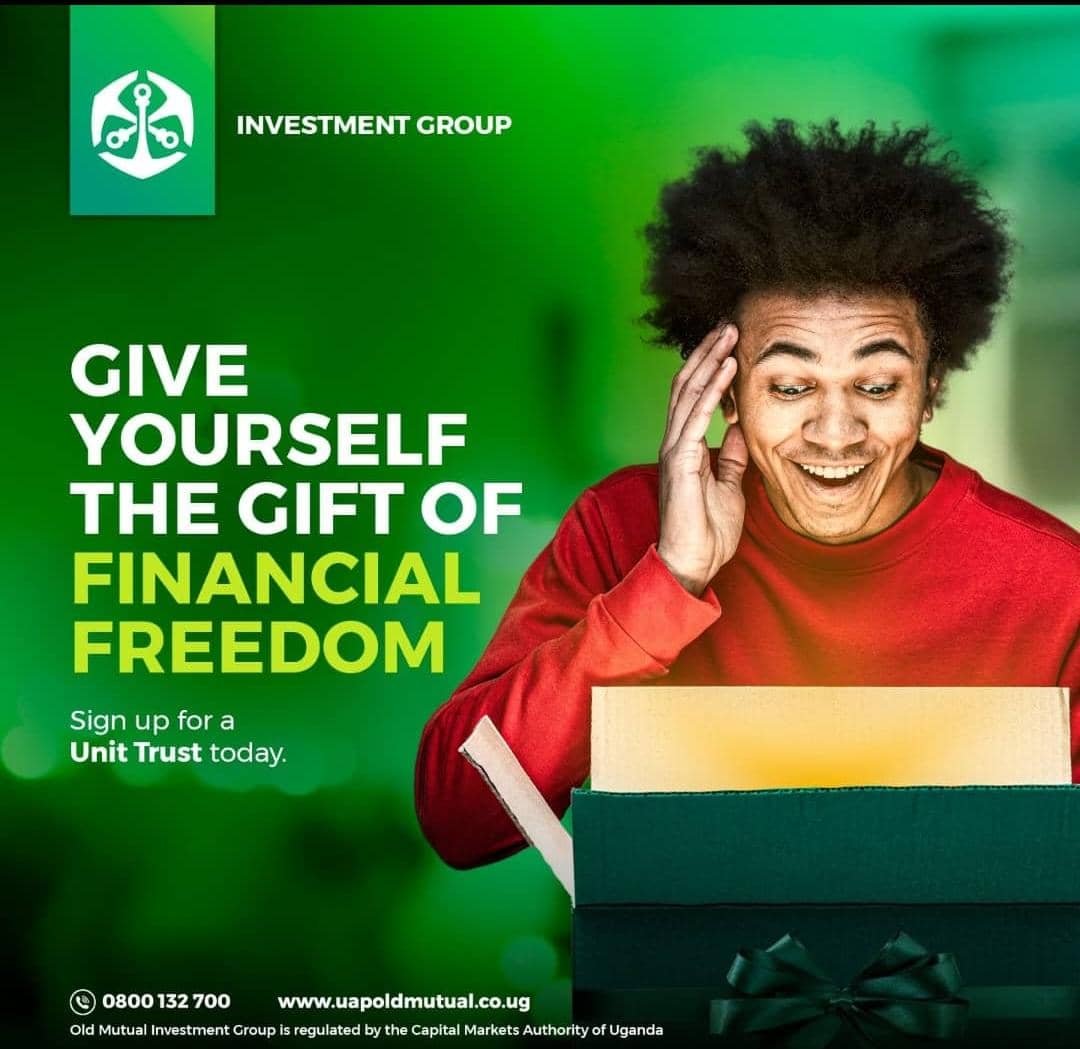 INVESTMENT GROUP
GIVE
YOURSELF
THE GIFT OF
FINANCIAL
FREEDOM
Sign up for a
Unit Trust today.
0800 132 700 www.uapoldmutual.co.ug
Old Mutual Investment Group is regulated by the Capital Markets Authority of Uganda